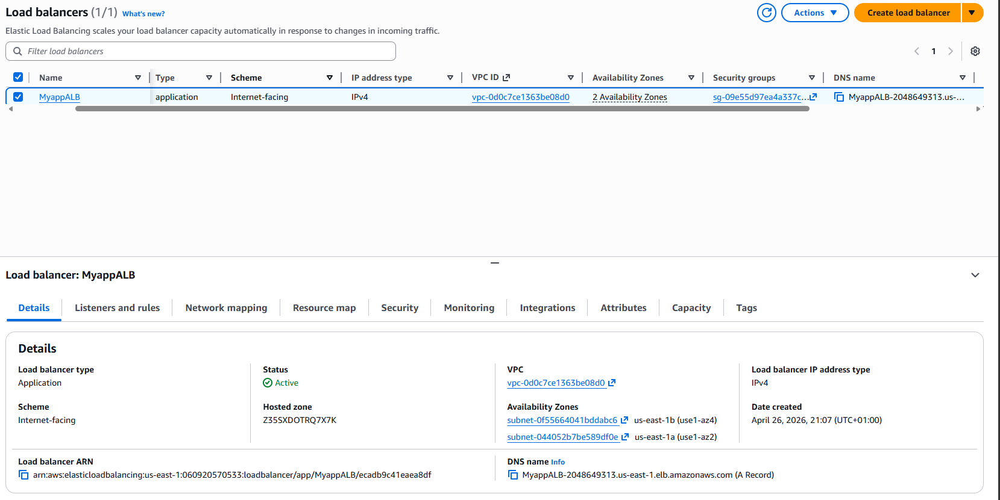 Load balancers (1/1) What's new?
Actions
Create load balancer
Elastic Load Balancing scales your load balancer capacity automatically in response to changes in incoming traffic.
Filter load balancers
1
Name Type Scheme IP address type VPC ID Availability Zones Security groups DNS name
MyappALB application Internet-facing IPv4 vpc-0d0c7ce1363be08d0 2 Availability Zones sg-09e55d97ea4a337c... MyappALB-2048649313.us-...
Load balancer: MyappALB
Details Listeners and rules Network mapping Resource map Security Monitoring Integrations Attributes Capacity Tags
Details
Load balancer type
Application
Status
Active
VPC
vpc-0d0c7ce1363be08d0
Load balancer IP address type
IPv4
Scheme
Internet-facing
Hosted zone
Z35SXDOTRQ7X7K
Availability Zones
subnet-0f55664041bddabc6 us-east-1b (use1-az4)
subnet-044052b7be589df0e us-east-1a (use1-az2)
Date created
April 26, 2026, 21:07 (UTC+01:00)
Load balancer ARN
arn:aws:elasticloadbalancing:us-east-1:060920570533:loadbalancer/app/MyappALB/ecadb9c41eaea8df
DNS name Info
MyappALB-2048649313.us-east-1.elb.amazonaws.com (A Record)